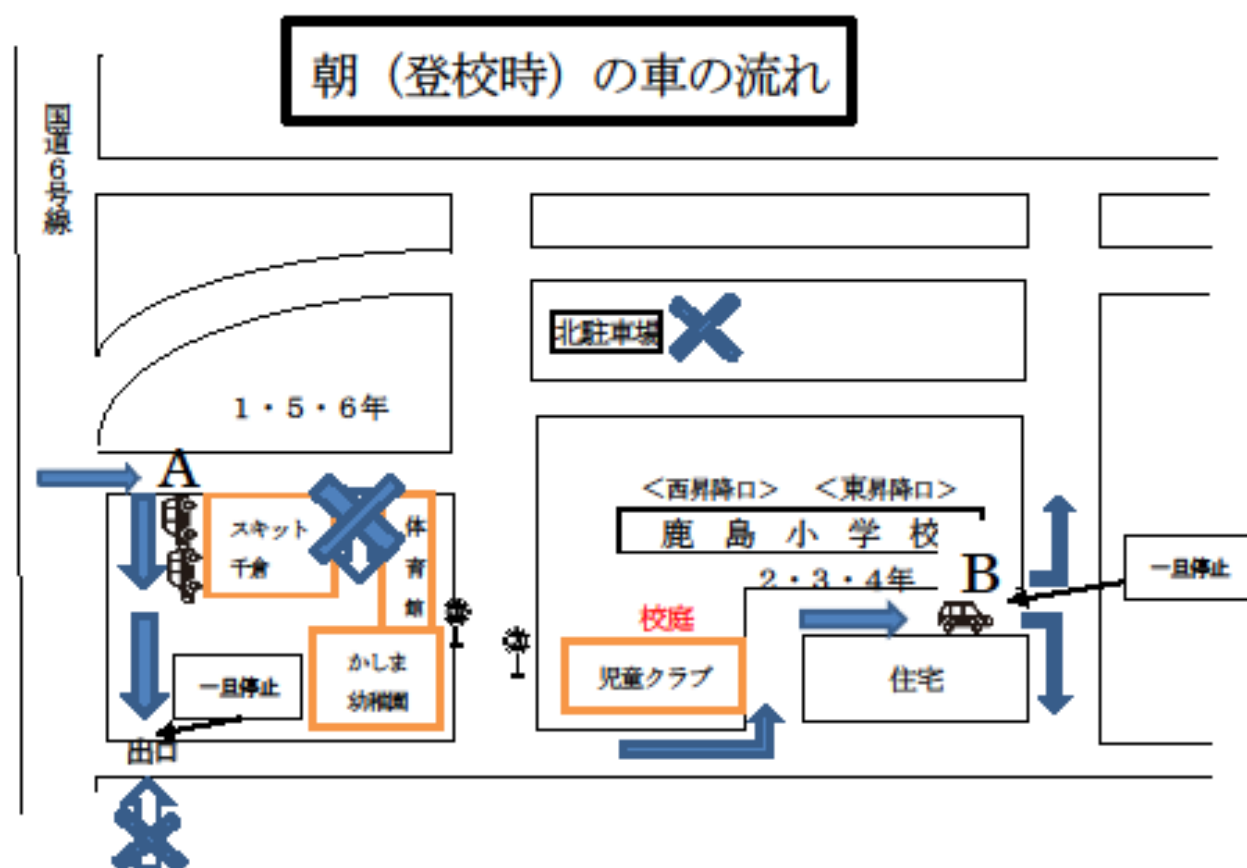 朝（登校時）の車の流れ
国道６号線
北駐車場
１・５・６年
A
スキット
千倉
体育館
かしま
幼稚園
一旦停止
出口
＜西昇降口＞　＜東昇降口＞
鹿島小学校
２・３・４年
B
一旦停止
校庭
児童クラブ
住宅